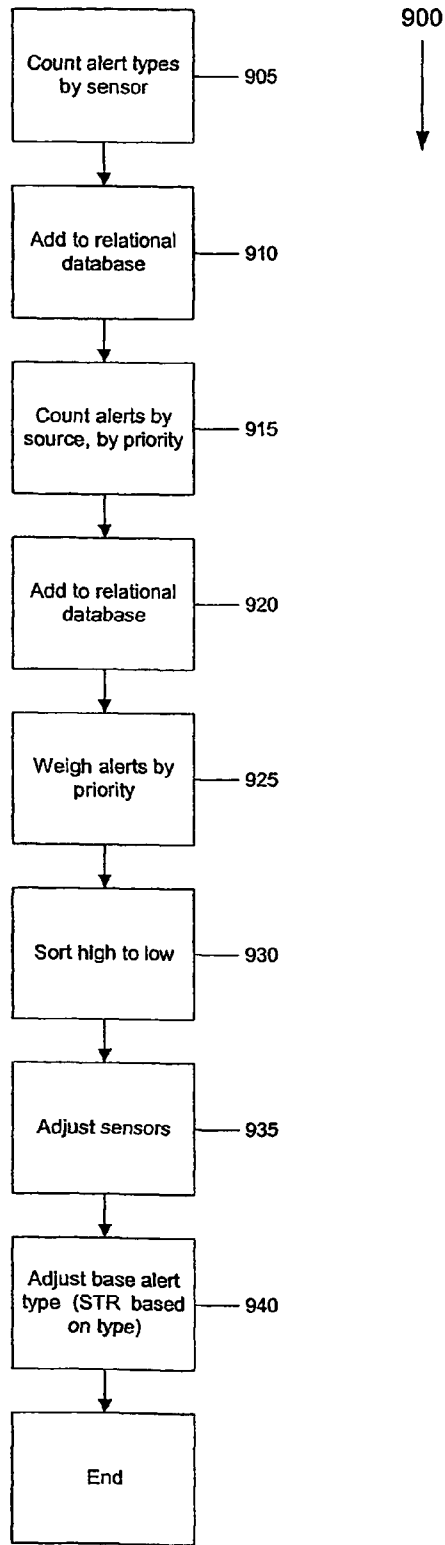 900
Count alert types
by sensor
905
Add to relational
database
910
Count alerts by
source, by priority
915
Add to relational
database
920
Weigh alerts by
priority
925
Sort high to low
930
Adjust sensors
935
Adjust base alert
type (STR based
on type)
940
End